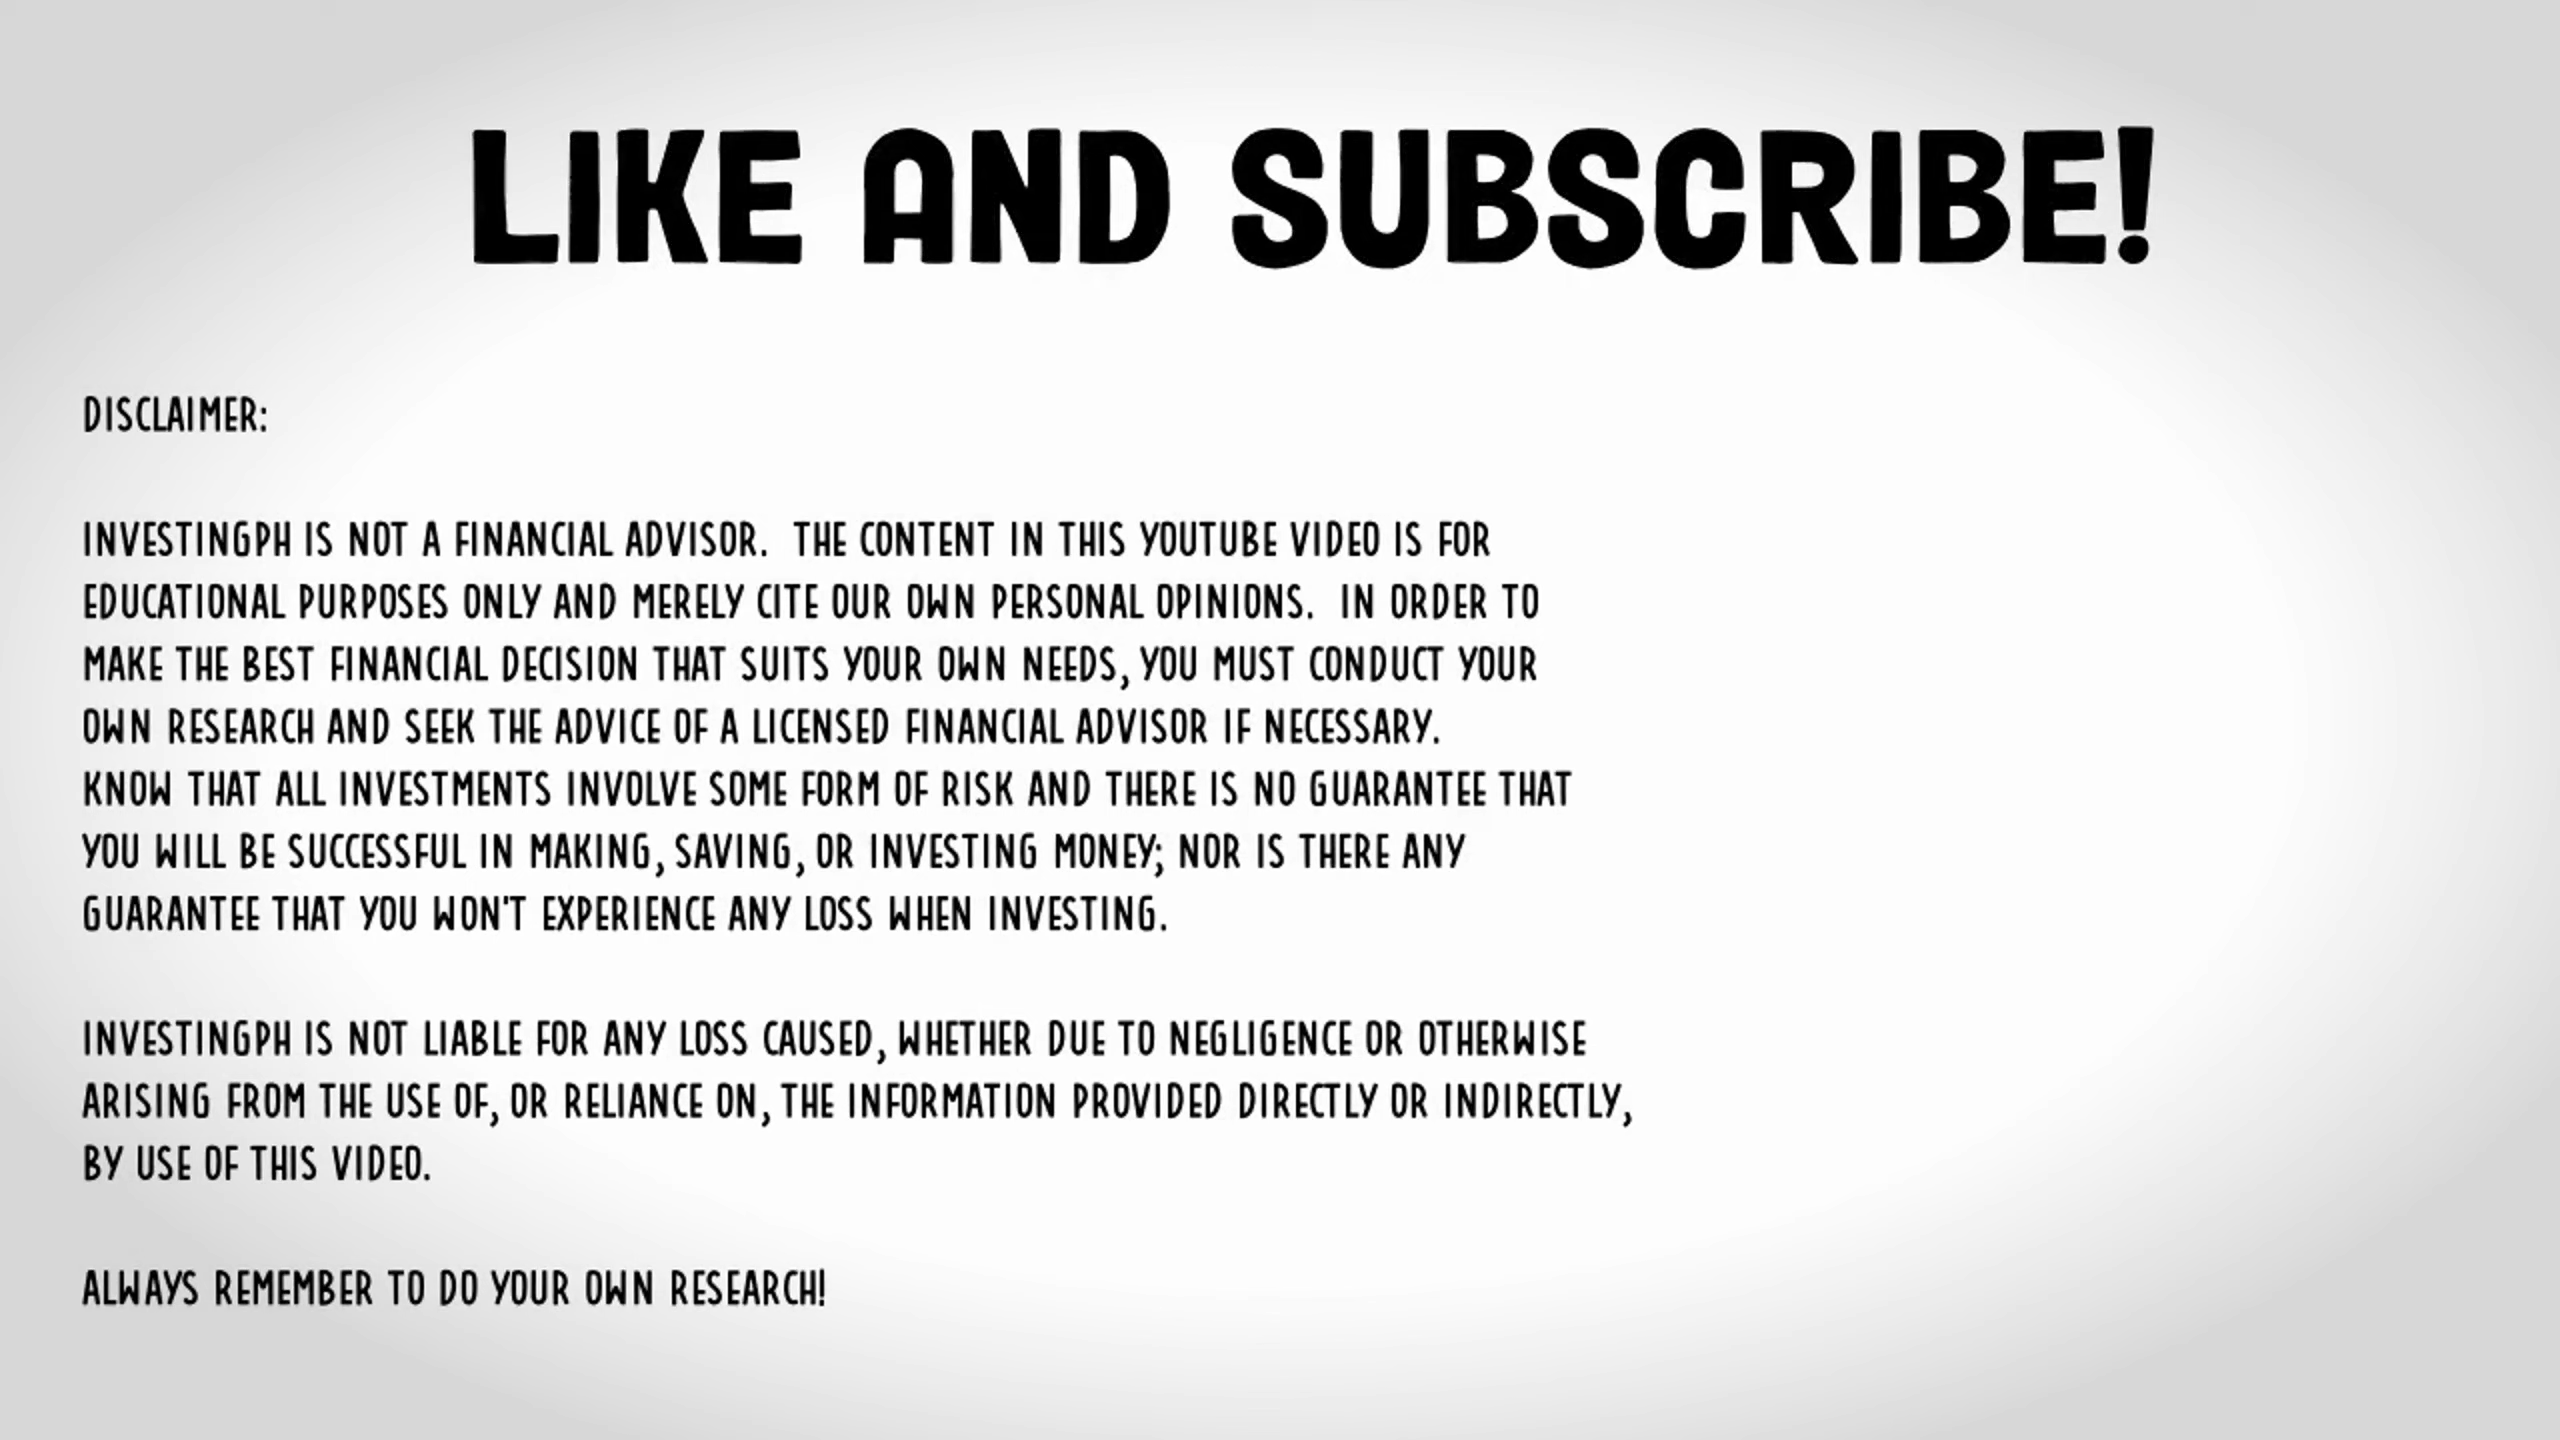 LIKE AND SUBSCRIBE!
DISCLAIMER:
INVESTINGPH IS NOT A FINANCIAL ADVISOR.  THE CONTENT IN THIS YOUTUBE VIDEO IS FOR
EDUCATIONAL PURPOSES ONLY AND MERELY CITE OUR OWN PERSONAL OPINIONS.  IN ORDER TO
MAKE THE BEST FINANCIAL DECISION THAT SUITS YOUR OWN NEEDS, YOU MUST CONDUCT YOUR
OWN RESEARCH AND SEEK THE ADVICE OF A LICENSED FINANCIAL ADVISOR IF NECESSARY.
KNOW THAT ALL INVESTMENTS INVOLVE SOME FORM OF RISK AND THERE IS NO GUARANTEE THAT
YOU WILL BE SUCCESSFUL IN MAKING, SAVING, OR INVESTING MONEY; NOR IS THERE ANY
GUARANTEE THAT YOU WON'T EXPERIENCE ANY LOSS WHEN INVESTING.
INVESTINGPH IS NOT LIABLE FOR ANY LOSS CAUSED, WHETHER DUE TO NEGLIGENCE OR OTHERWISE
ARISING FROM THE USE OF, OR RELIANCE ON, THE INFORMATION PROVIDED DIRECTLY OR INDIRECTLY,
BY USE OF THIS VIDEO.
ALWAYS REMEMBER TO DO YOUR OWN RESEARCH!